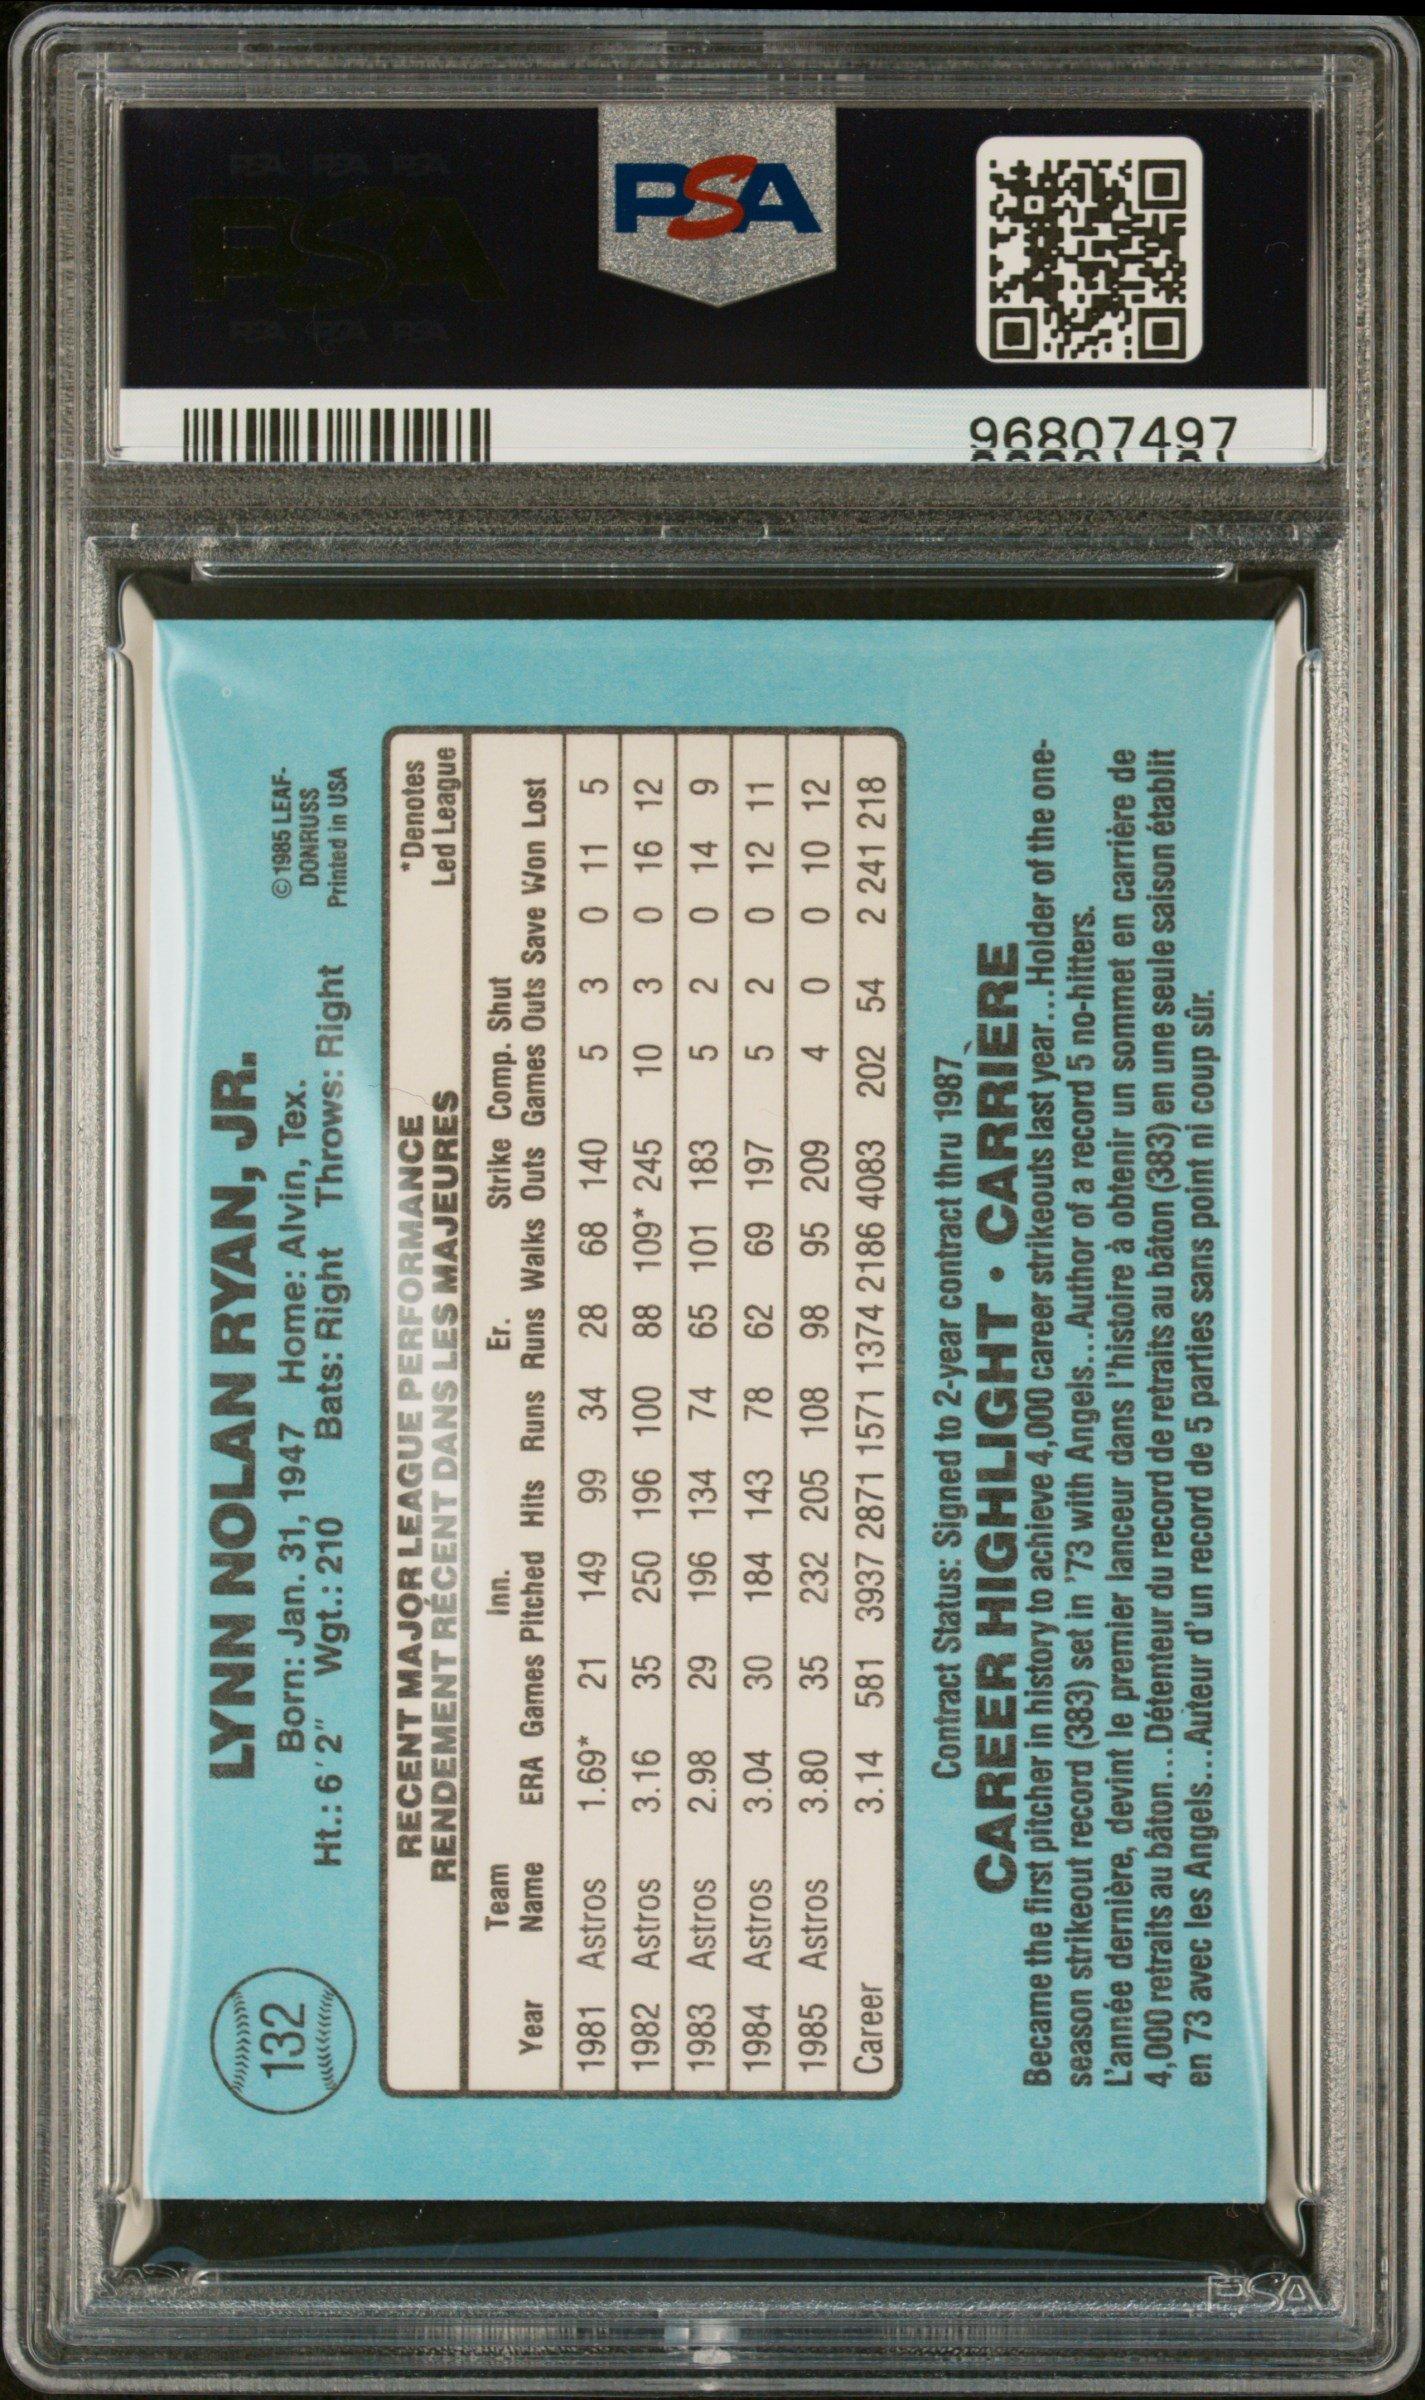 PSA
96807497
132
LYNN NOLAN RYAN, JR.
Born: Jan. 31, 1947 Home: Alvin, Tex.
Ht.: 6'2" Wgt.: 210 Bats: Right Throws: Right
© 1985 LEAF-
DONRUSS
Printed in USA
RECENT MAJOR LEAGUE PERFORMANCE
RENDEMENT RÉCENT DANS LES MAJEURES
*Denotes
Led League
Year Team Name ERA Games Inn. Pitched Hits Runs Er. Runs Walks Strike Outs Comp. Games Shut Outs Save Won Lost
1981 Astros 1.69* 21 149 99 34 28 68 140 5 3 0 11 5
1982 Astros 3.16 35 250 196 100 88 109* 245 10 3 0 16 12
1983 Astros 2.98 29 196 134 74 65 101 183 5 2 0 14 9
1984 Astros 3.04 30 184 143 78 62 69 197 5 2 0 12 11
1985 Astros 3.80 35 232 205 108 98 95 209 4 0 0 10 12
Career 3.14 581 3937 2871 1571 1374 2186 4083 202 54 2 241 218
Contract Status: Signed to 2-year contract thru 1987
CAREER HIGHLIGHT • CARRIÈRE
Became the first pitcher in history to achieve 4,000 career strikeouts last year...Holder of the one-
season strikeout record (383) set in '73 with Angels...Author of a record 5 no-hitters.
L'année dernière, devint le premier lanceur dans l'histoire à obtenir un sommet en carrière de
4,000 retraits au bâton...Détenteur du record de retraits au bâton (383) en une seule saison établit
en 73 avec les Angels...Auteur d'un record de 5 parties sans point ni coup sûr.
PSA